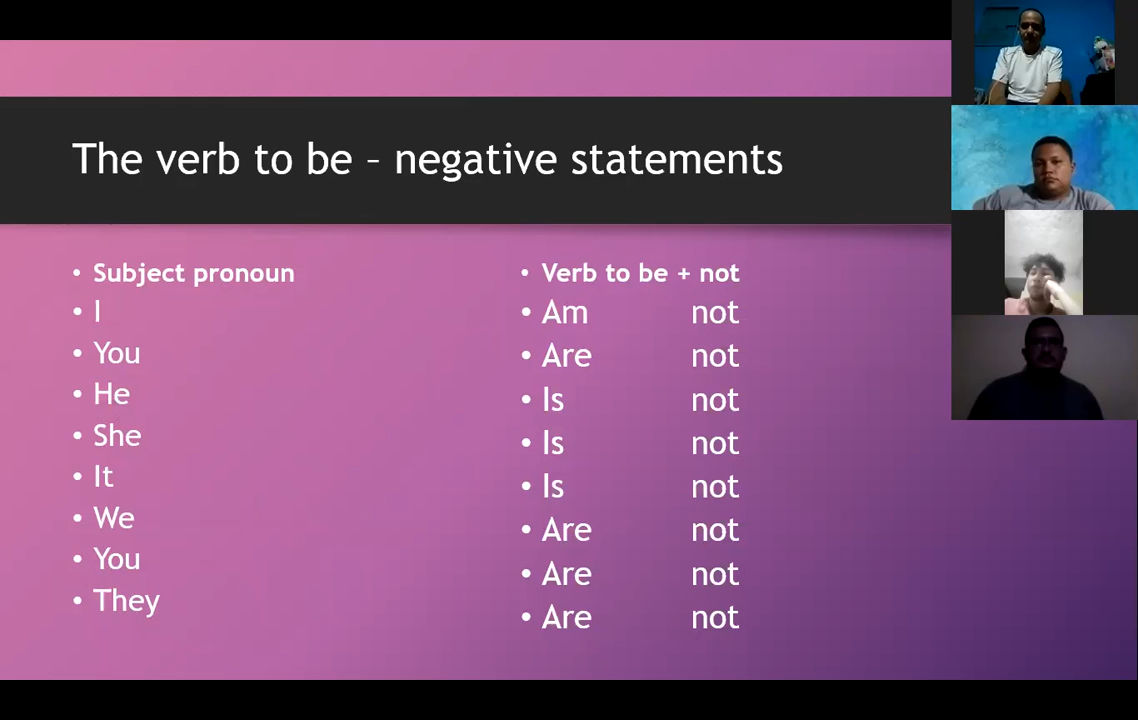 The verb to be – negative statements
• Subject pronoun
• I
• You
• He
• She
• It
• We
• You
• They
• Verb to be + not
• Am not
• Are not
• Is not
• Is not
• Is not
• Are not
• Are not
• Are not